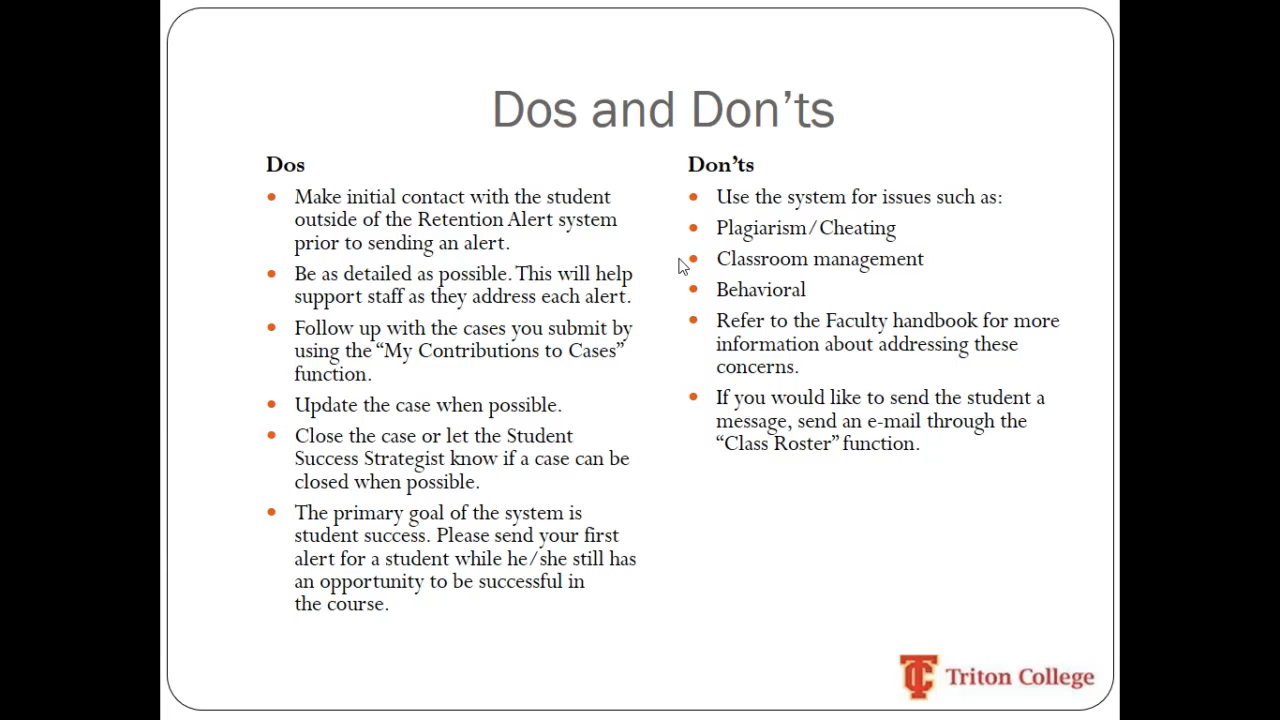 Dos and Don'ts
Dos
Make initial contact with the student
outside of the Retention Alert system
prior to sending an alert.
Be as detailed as possible. This will help
support staff as they address each alert.
Follow up with the cases you submit by
using the “My Contributions to Cases”
function.
Update the case when possible.
Close the case or let the Student
Success Strategist know if a case can be
closed when possible.
The primary goal of the system is
student success. Please send your first
alert for a student while he/she still has
an opportunity to be successful in
the course.
Don'ts
Use the system for issues such as:
Plagiarism/Cheating
Classroom management
Behavioral
Refer to the Faculty handbook for more
information about addressing these
concerns.
If you would like to send the student a
message, send an e-mail through the
“Class Roster” function.
TC Triton College